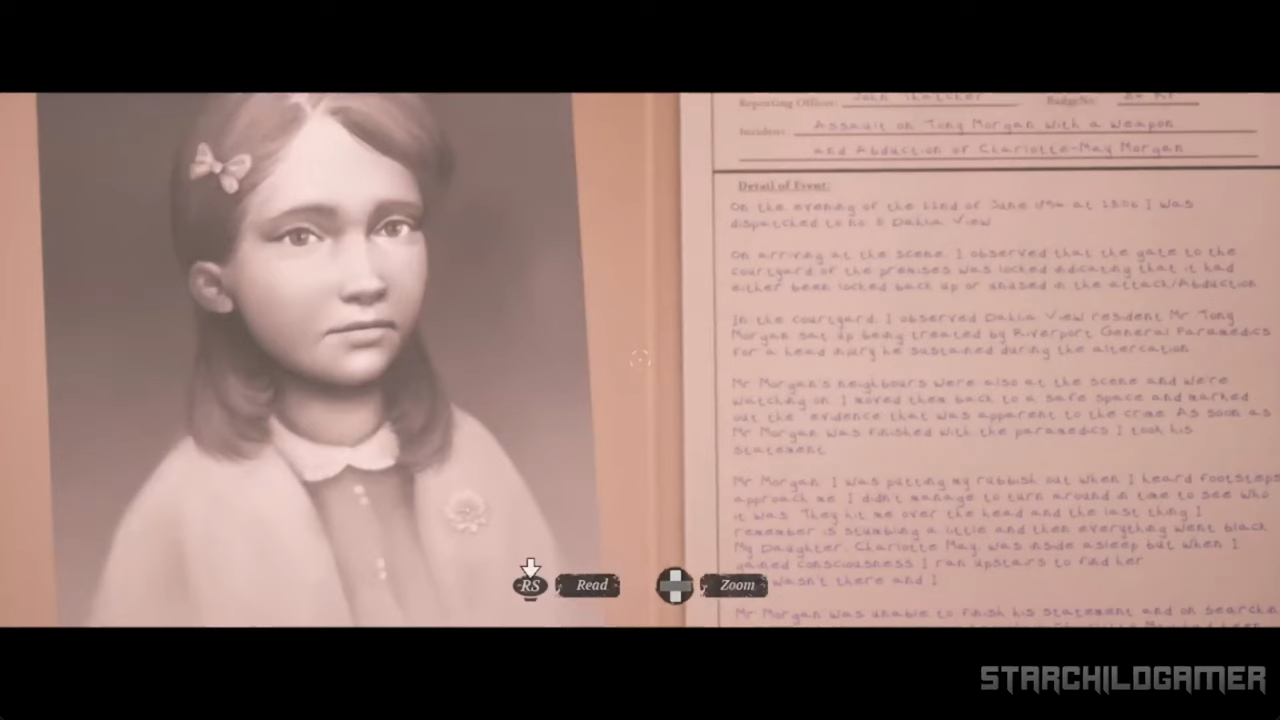 Reporting Officer: John Thatcher BadgeNo:
Incident: Assault on Tony Morgan with a weapon
and Abduction of Charlotte-May Morgan
Detail of Event:
On the evening of the of June at I was
dispatched to no Dahlia View
On arriving at the scene, I observed that the gate to the
courtyard of the premises was locked indicating that it had
either been locked back up or unused in the attack/Abduction
In the courtyard, I observed Dahlia View resident Mr Tony
Morgan sat up being treated by Riverport General Paramedics
for a head injury he sustained during the altercation
Mr Morgan's neighbours were also at the scene and we're
watching on I moved them back to a safe space and marked
out the evidence that was apparent to the crime As soon as
Mr Morgan was finished with the paramedics I took his
statement
Mr Morgan I was putting my rubbish out when I heard footsteps
approach me I didn't manage to turn around in time to see who
it was They hit me over the head and the last thing I
remember is stumbling a little and then everything went black
My Daughter, Charlotte May, was inside asleep but when I
gained consciousness I ran upstairs to find her
wasn't there and I
RS Read Zoom
Mr Morgan was unable to finish his statement and on searchin
STARCHILDGAMER